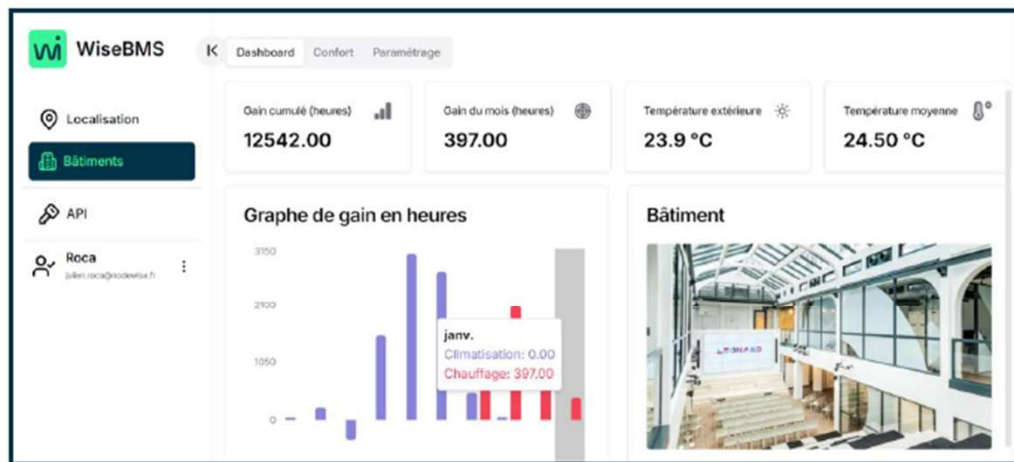 wi WiseBMS
Dashboard Confort Paramétrage
Localisation
Bâtiments
API
Roca
julien.roca@nodewise.fr
Gain cumulé (heures)
12542.00
Gain du mois (heures)
397.00
Température extérieure
23.9 °C
Température moyenne
24.50 °C
Graphe de gain en heures
3150
2100
1050
0
janv.
Climatisation: 0.00
Chauffage: 397.00
Bâtiment
LEONARD